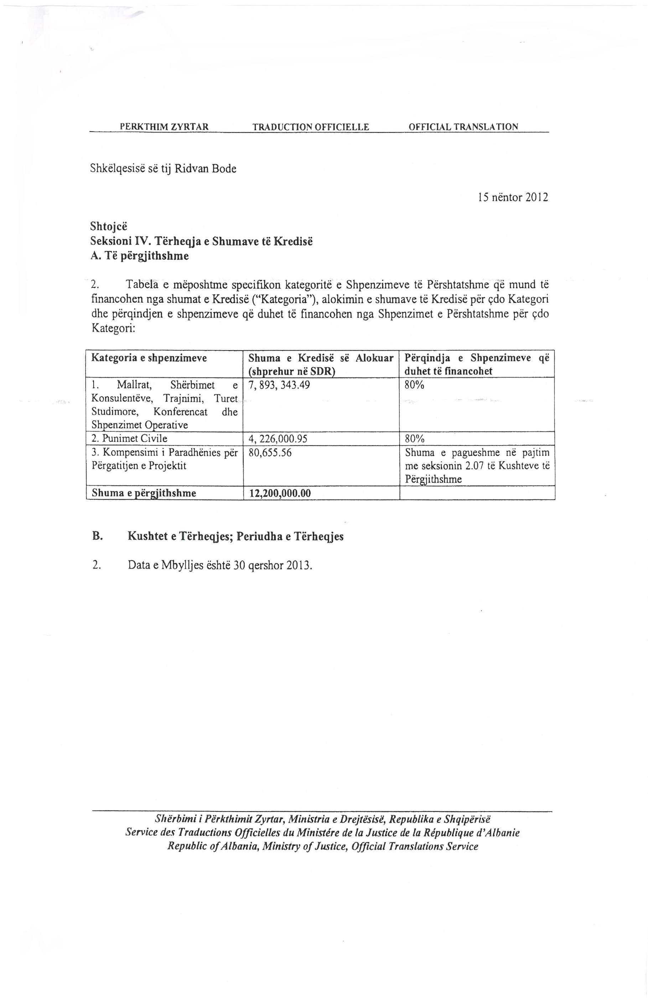 PERKTHIM ZYRTAR TRADUCTION OFFICIELLE OFFICIAL TRANSLATION
Shkëlqesisë së tij Ridvan Bode
15 nëntor 2012
Shtojcë
Seksioni IV. Tërheqja e Shumave të Kredisë
A. Të përgjithshme
2. Tabela e mëposhtme specifikon kategoritë e Shpenzimeve të Përshtatshme që mund të
financohen nga shumat e Kredisë (“Kategoria”), alokimin e shumave të Kredisë për çdo Kategori
dhe përqindjen e shpenzimeve që duhet të financohen nga Shpenzimet e Përshtatshme për çdo
Kategori:
Kategoria e shpenzimeve
Shuma e Kredisë së Alokuar
(shprehur në SDR)
Përqindja e Shpenzimeve që
duhet të financohet
1. Mallrat, Shërbimet e
Konsulentëve, Trajnimi, Turet
Studimore, Konferencat dhe
Shpenzimet Operative
7, 893, 343.49
80%
2. Punimet Civile
4, 226,000.95
80%
3. Kompensimi i Paradhënies për
Përgatitjen e Projektit
80,655.56
Shuma e pagueshme në pajtim
me seksionin 2.07 të Kushteve të
Përgjithshme
Shuma e përgjithshme
12,200,000.00
B. Kushtet e Tërheqjes; Periudha e Tërheqjes
2. Data e Mbylljes është 30 qershor 2013.
Shërbimi i Përkthimit Zyrtar, Ministria e Drejtësisë, Republika e Shqipërisë
Service des Traductions Officielles du Ministére de la Justice de la République d’Albanie
Republic of Albania, Ministry of Justice, Official Translations Service